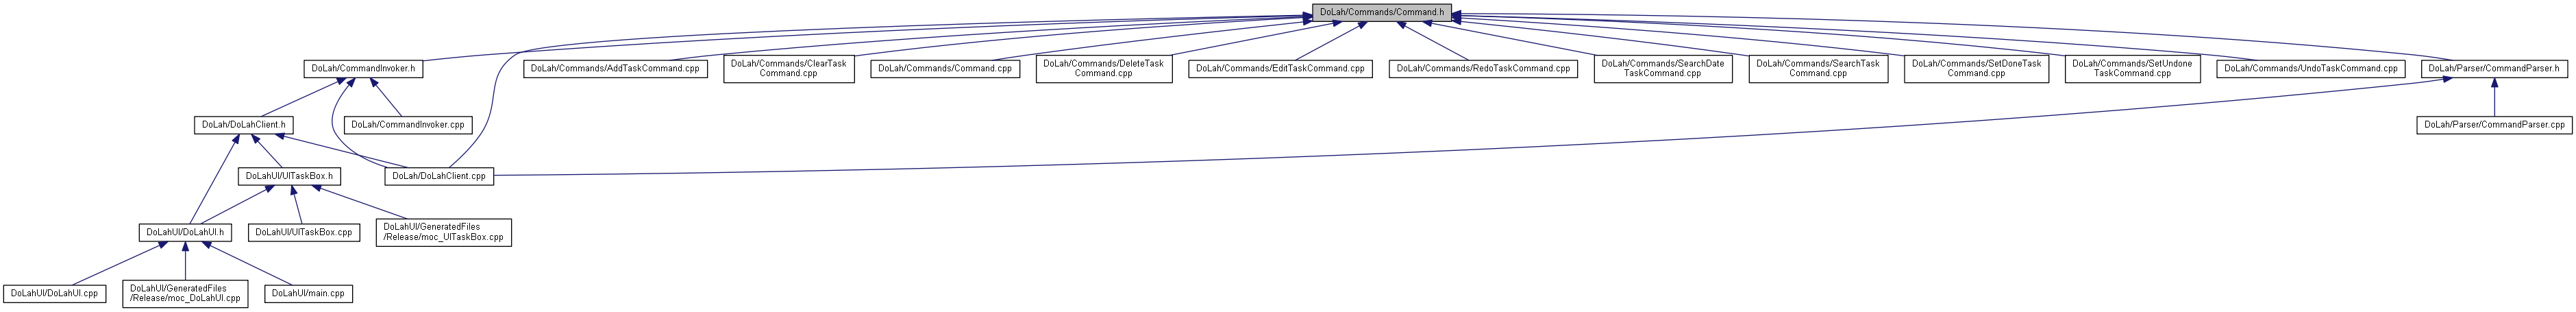 DoLah/Commands/Command.h
DoLah/CommandInvoker.h
DoLah/Commands/AddTaskCommand.cpp
DoLah/Commands/ClearTask
Command.cpp
DoLah/Commands/Command.cpp
DoLah/Commands/DeleteTask
Command.cpp
DoLah/Commands/EditTaskCommand.cpp
DoLah/Commands/RedoTaskCommand.cpp
DoLah/Commands/SearchDate
TaskCommand.cpp
DoLah/Commands/SearchTask
Command.cpp
DoLah/Commands/SetDoneTask
Command.cpp
DoLah/Commands/SetUndone
TaskCommand.cpp
DoLah/Commands/UndoTaskCommand.cpp
DoLah/Parser/CommandParser.h
DoLah/DoLahClient.h
DoLah/CommandInvoker.cpp
DoLah/Parser/CommandParser.cpp
DoLahUI/UITaskBox.h
DoLah/DoLahClient.cpp
DoLahUI/DoLahUI.h
DoLahUI/UITaskBox.cpp
DoLahUI/GeneratedFiles
/Release/moc_UITaskBox.cpp
DoLahUI/DoLahUI.cpp
DoLahUI/GeneratedFiles
/Release/moc_DoLahUI.cpp
DoLahUI/main.cpp